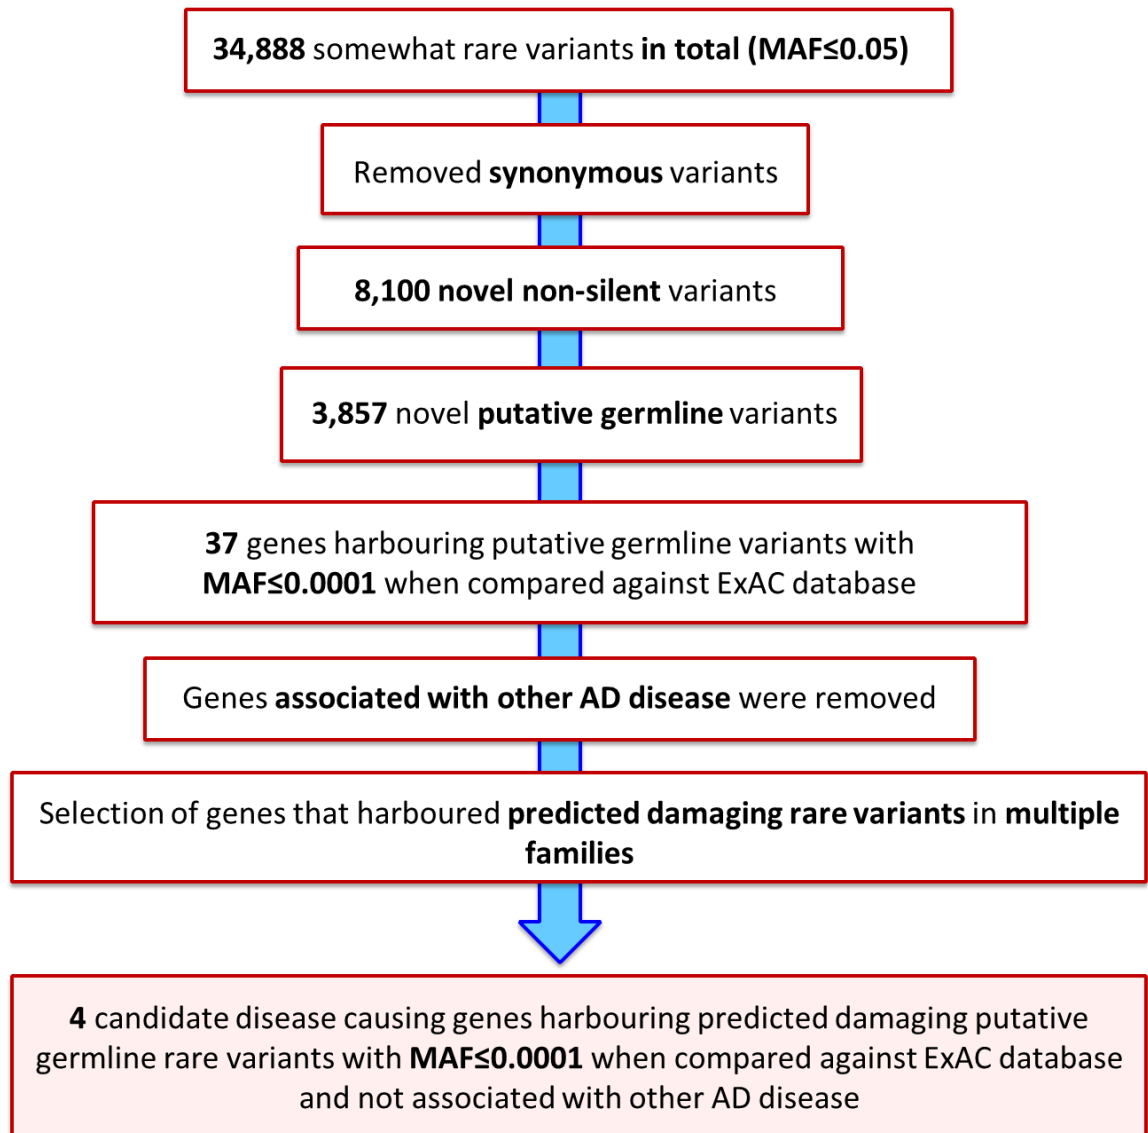 34,888 somewhat rare variants in total (MAF≤0.05)
Removed synonymous variants
8,100 novel non-silent variants
3,857 novel putative germline variants
37 genes harbouring putative germline variants with
MAF≤0.0001 when compared against ExAC database
Genes associated with other AD disease were removed
Selection of genes that harboured predicted damaging rare variants in multiple
families
4 candidate disease causing genes harbouring predicted damaging putative
germline rare variants with MAF≤0.0001 when compared against ExAC database
and not associated with other AD disease